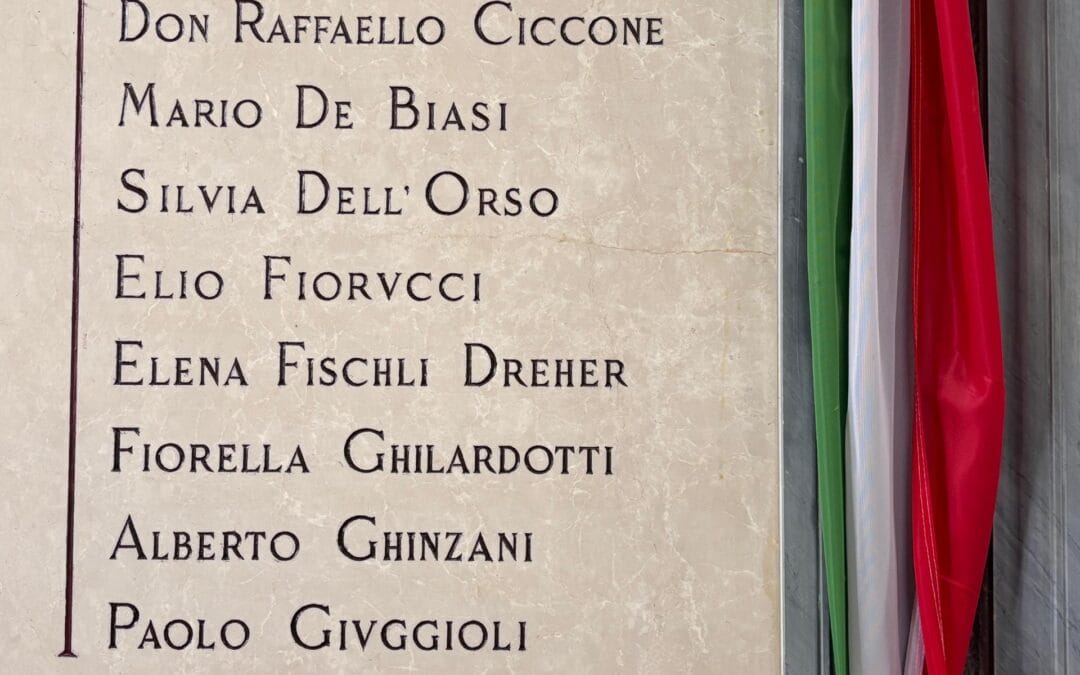 DON RAFFAELLO CICCONE
MARIO DE BIASI
SILVIA DELL' ORSO
ELIO FIORVCCI
ELENA FISCHLI DREHER
FIORELLA GHILARDOTTI
ALBERTO GHINZANI
PAOLO GIVGGIOLI